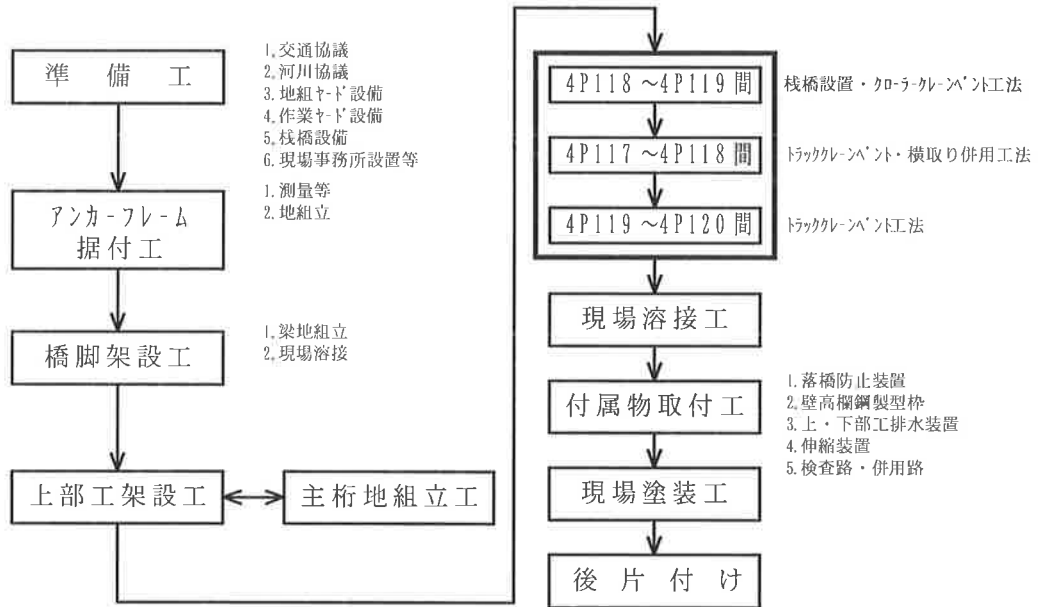 準備工
1.交通協議
2.河川協議
3.地組ヤード設備
4.作業ヤード設備
5.桟橋設備
6.現場事務所設置等
アンカーフレーム
据付工
1.測量等
2.地組立
橋脚架設工
1.梁地組立
2.現場溶接
上部工架設工
主桁地組立工
4P118～4P119間
桟橋設置・クローラークレーンベント工法
4P117～4P118間
トラッククレーンベント・横取り併用工法
4P119～4P120間
トラッククレーンベント工法
現場溶接工
付属物取付工
1.落橋防止装置
2.壁高欄鋼製型枠
3.上・下部工排水装置
4.伸縮装置
5.検査路・併用路
現場塗装工
後片付け